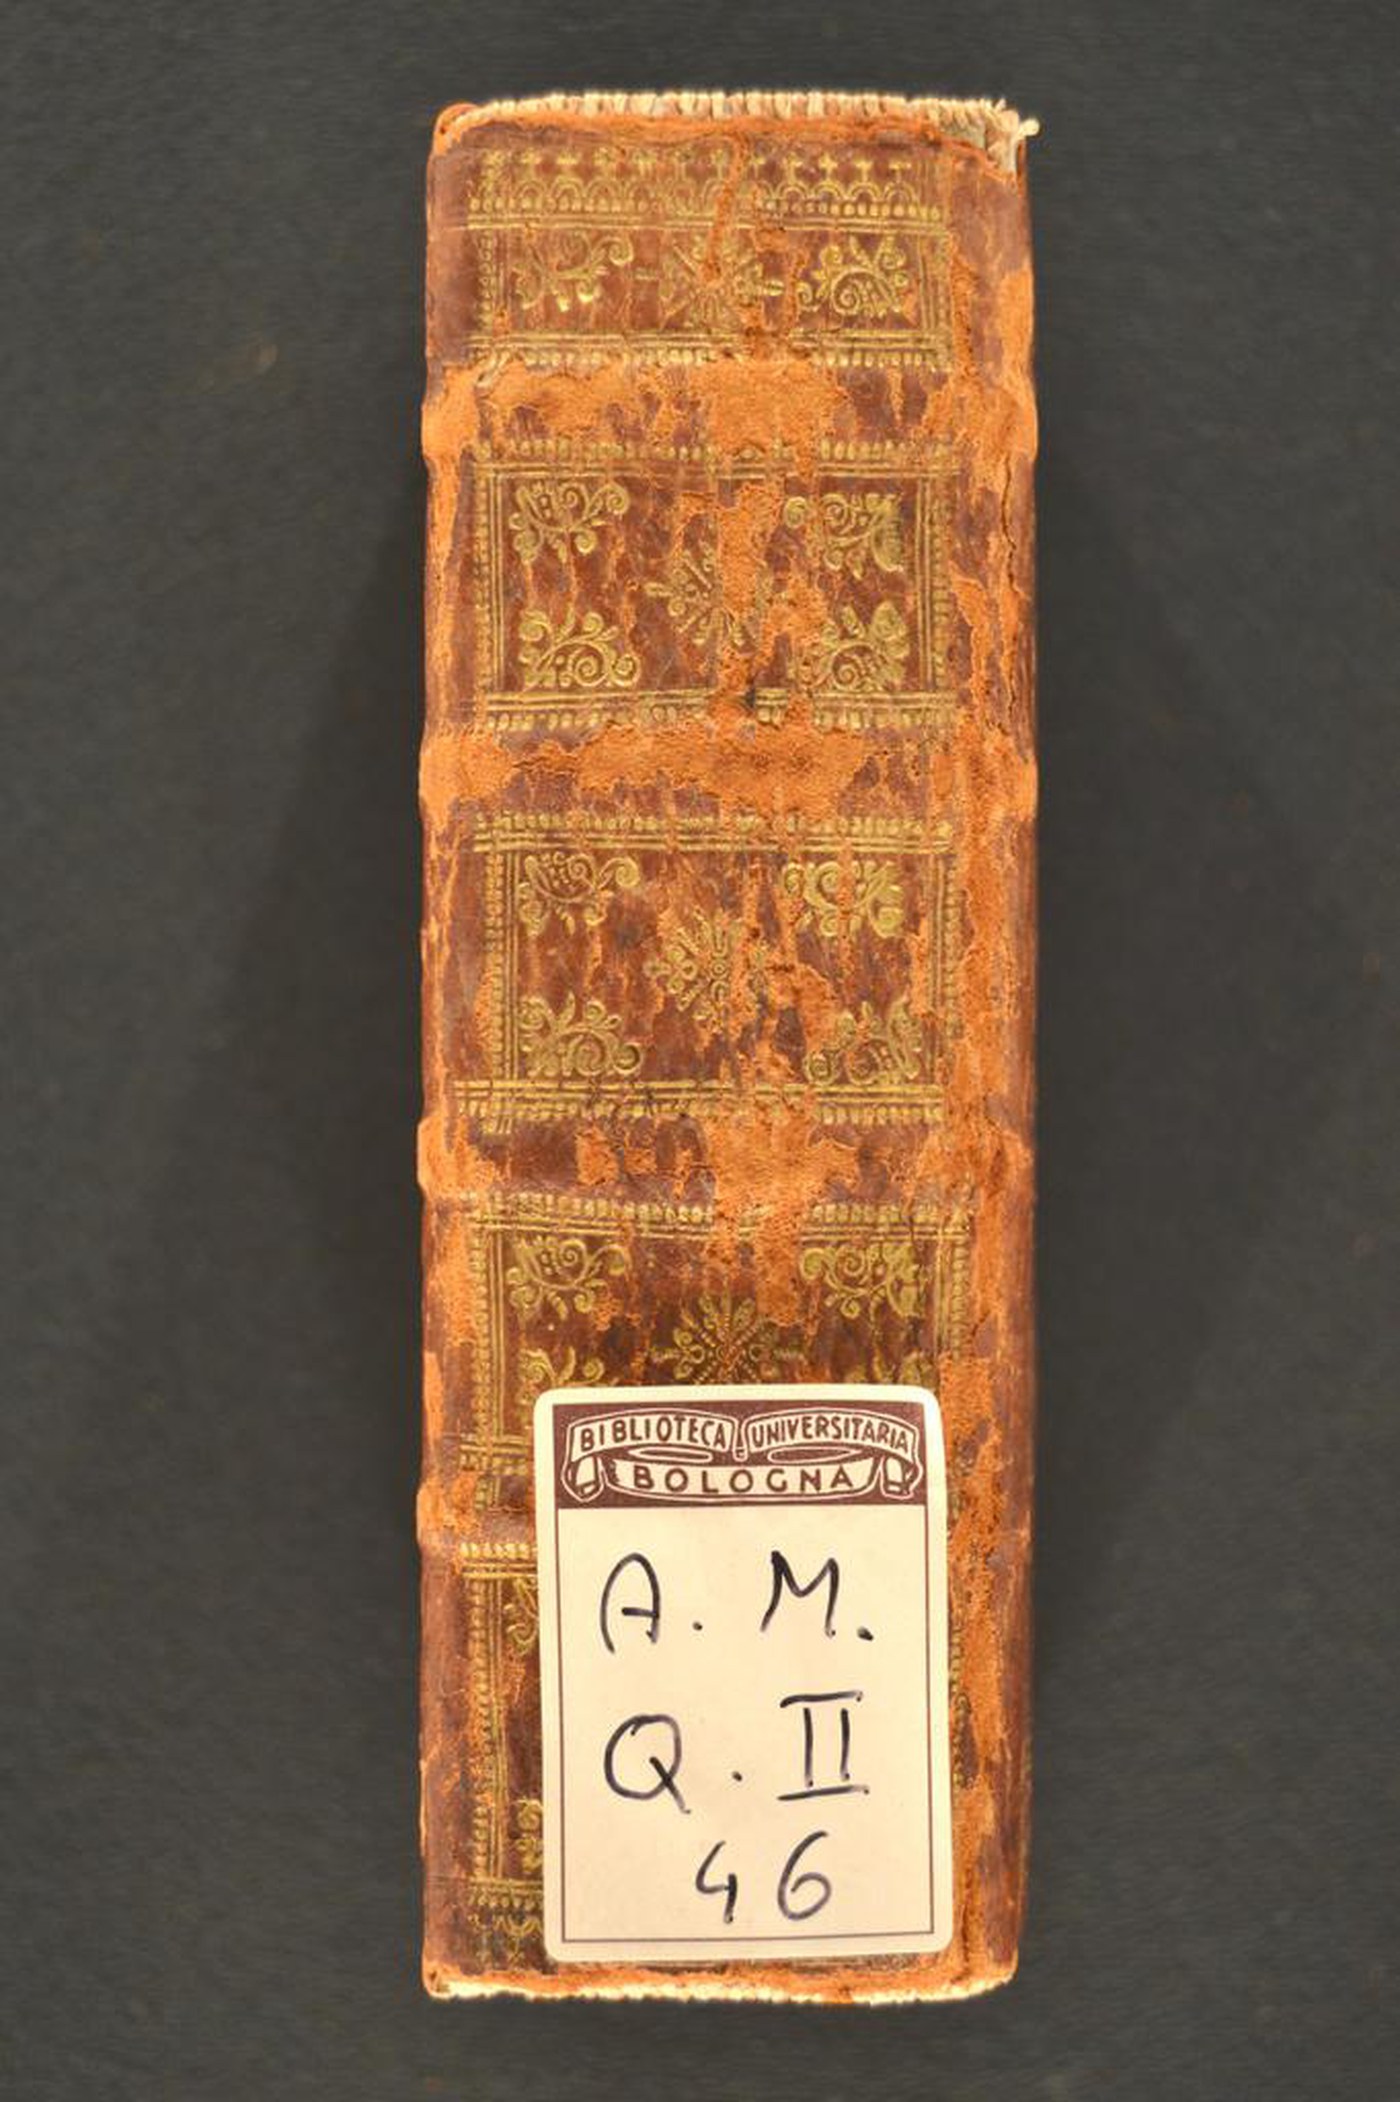 BIBLIOTECA UNIVERSITARIA
BOLOGNA
A. M.
Q. II
46